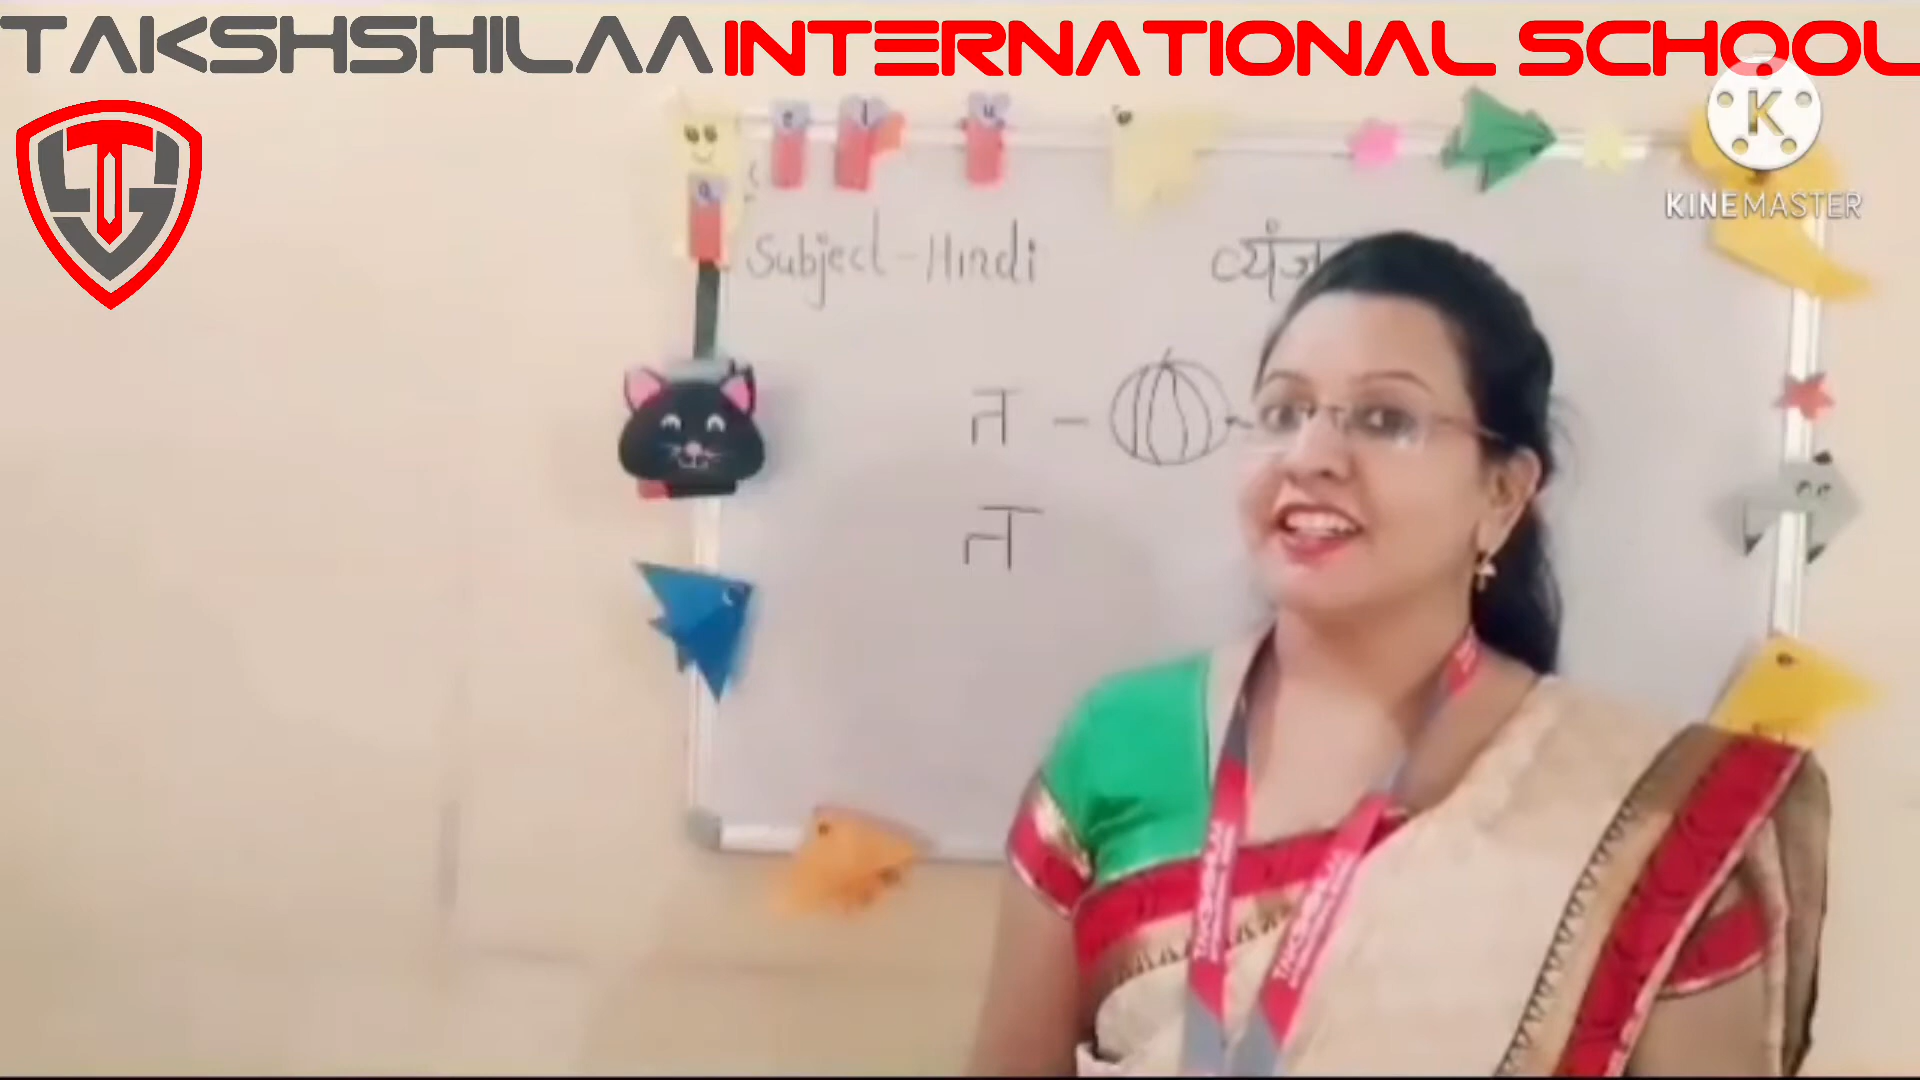 TAKSHSHILAA INTERNATIONAL SCHOOL
K
KINEMASTER
Subject - Hindi
त -
त